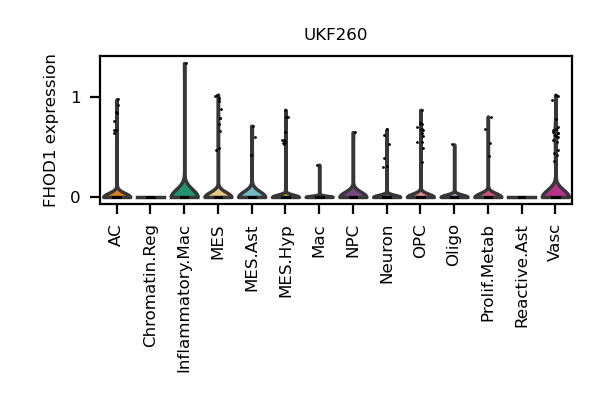 UKF260
FHOD1 expression
1
0
AC
Chromatin.Reg
Inflammatory.Mac
MES
MES.Ast
MES.Hyp
Mac
NPC
Neuron
OPC
Oligo
Prolif.Metab
Reactive.Ast
Vasc